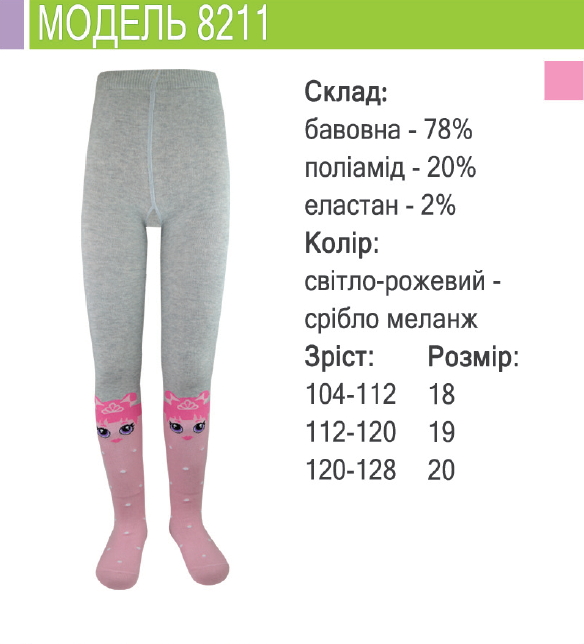 МОДЕЛЬ 8211
Склад:
бавовна - 78%
поліамід - 20%
еластан - 2%
Колір:
світло-рожевий -
срібло меланж
Зріст: Розмір:
104-112 18
112-120 19
120-128 20